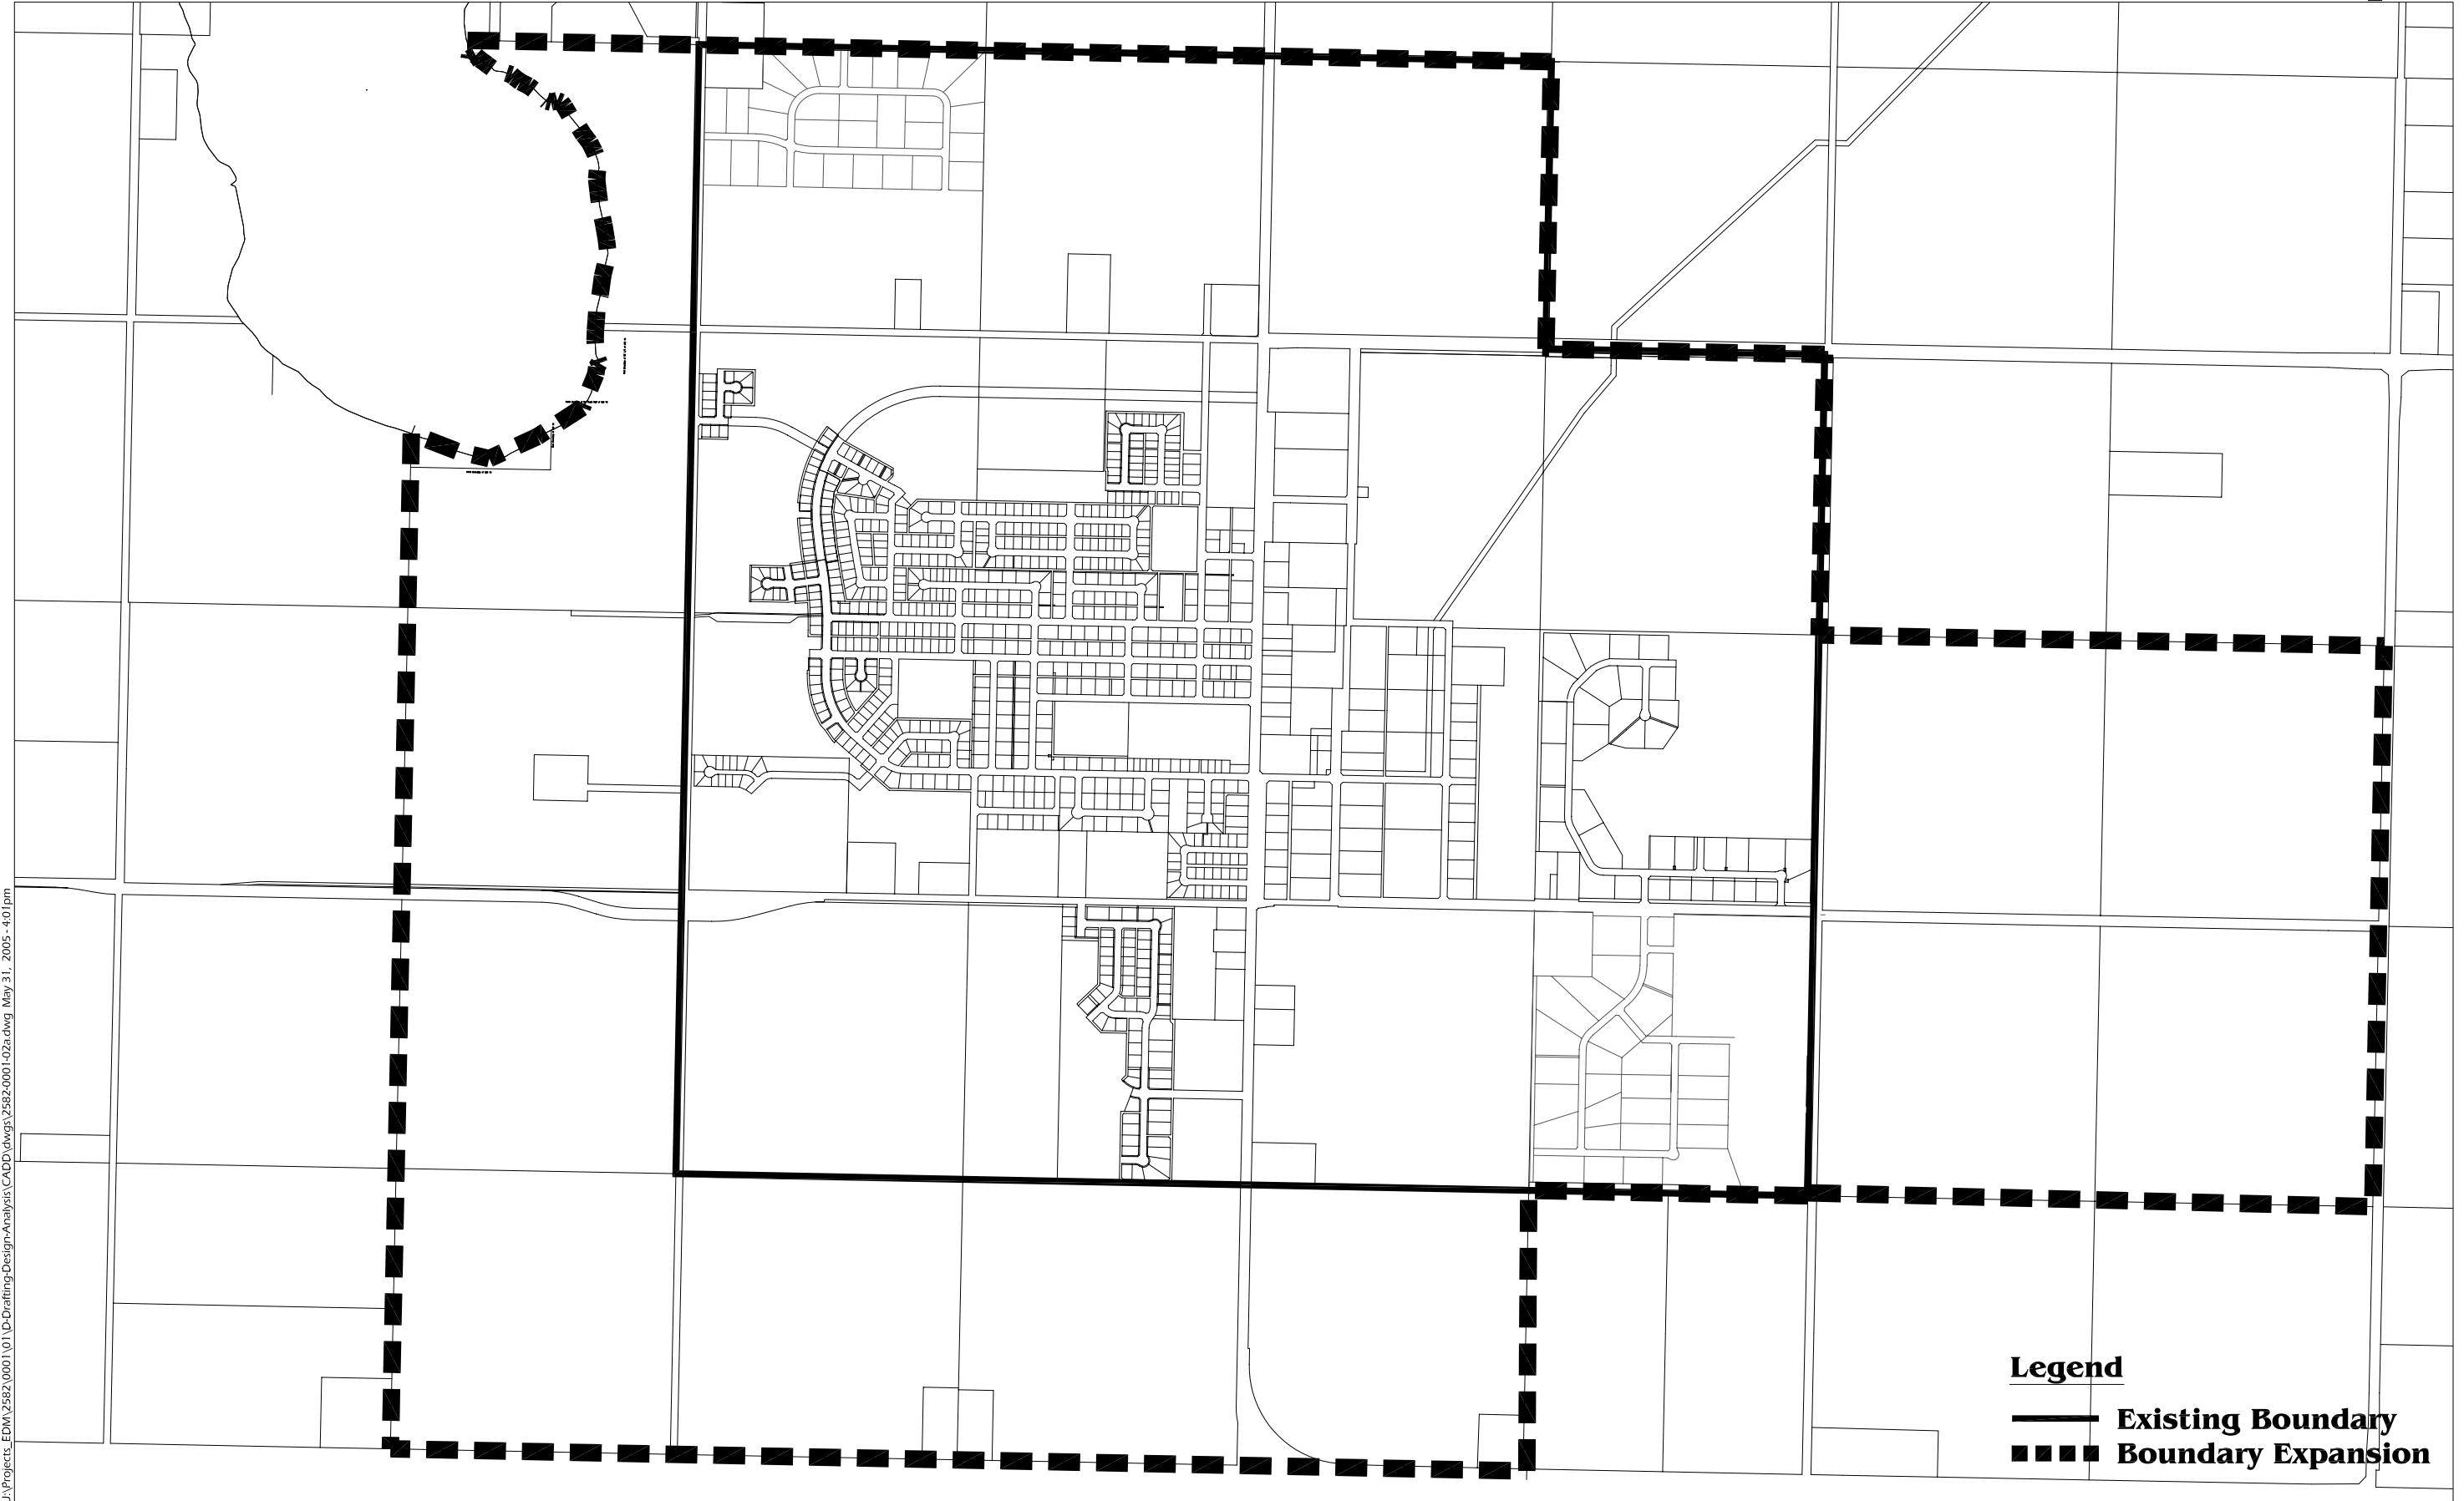 J:\Projects_EDM\2582\0001\01\D-Drafting-Design-Analysis\CADD\dwgs\2582-0001-02a.dwg May 31, 2005 - 4:01pm
Legend
Existing Boundary
Boundary Expansion